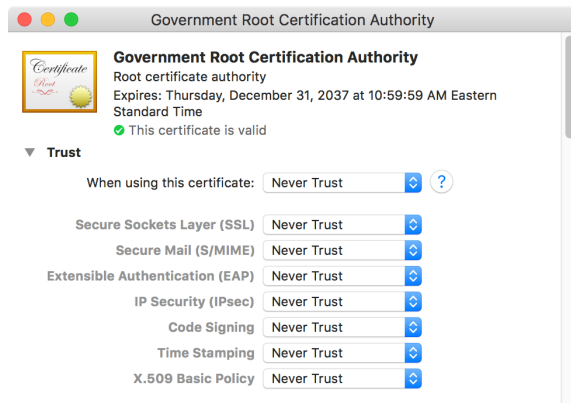 Government Root Certification Authority
Certificate
Root
Government Root Certification Authority
Root certificate authority
Expires: Thursday, December 31, 2037 at 10:59:59 AM Eastern
Standard Time
This certificate is valid
Trust
When using this certificate: Never Trust ?
Secure Sockets Layer (SSL) Never Trust
Secure Mail (S/MIME) Never Trust
Extensible Authentication (EAP) Never Trust
IP Security (IPsec) Never Trust
Code Signing Never Trust
Time Stamping Never Trust
X.509 Basic Policy Never Trust